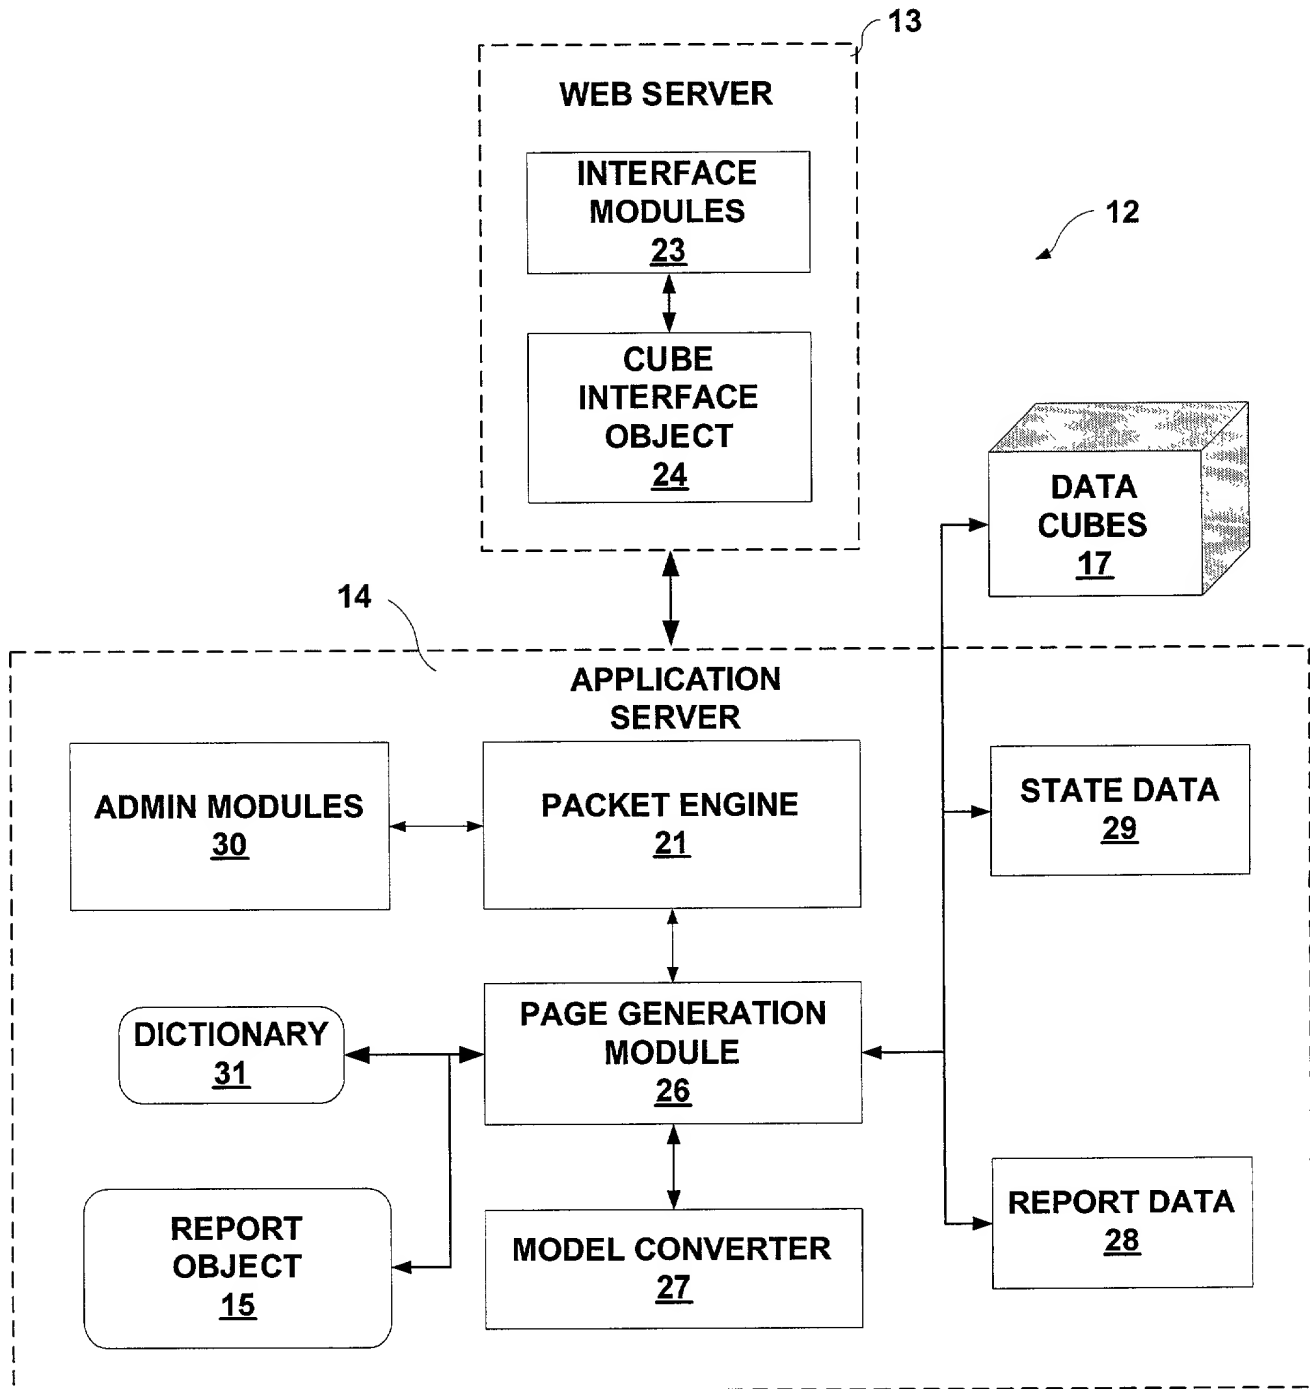 13
WEB SERVER
INTERFACE
MODULES
23
12
CUBE
INTERFACE
OBJECT
24
DATA
CUBES
17
14
APPLICATION
SERVER
ADMIN MODULES
30
PACKET ENGINE
21
STATE DATA
29
DICTIONARY
31
PAGE GENERATION
MODULE
26
REPORT
OBJECT
15
MODEL CONVERTER
27
REPORT DATA
28